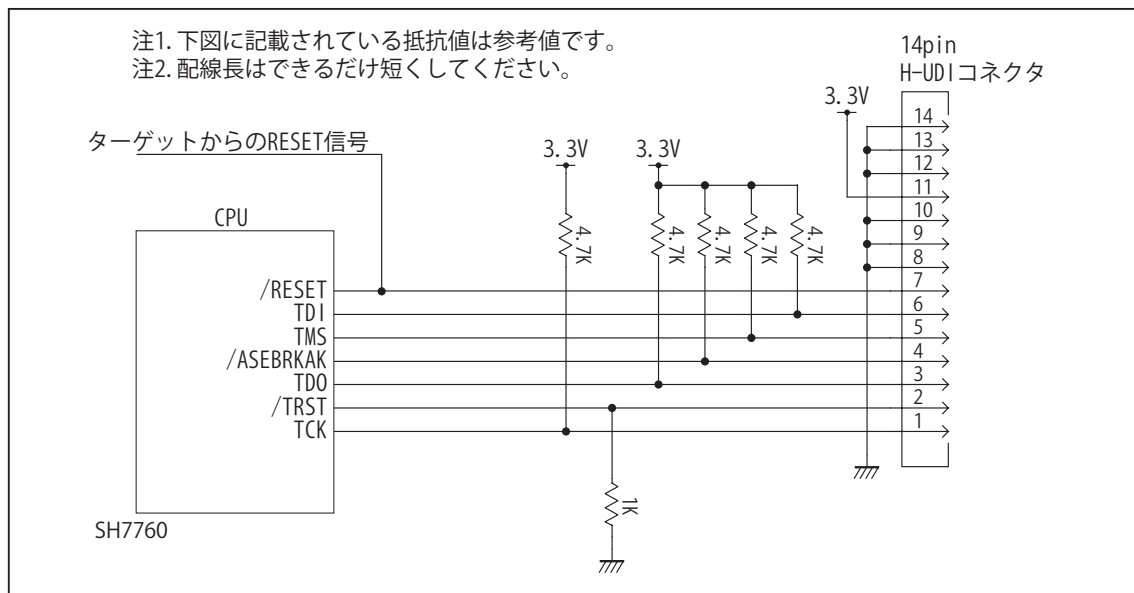 注1. 下図に記載されている抵抗値は参考値です。
注2. 配線長はできるだけ短くしてください。
14pin
H-UDIコネクタ
3.3V
ターゲットからのRESET信号
3.3V
3.3V
CPU
4.7K
4.7K
4.7K
4.7K
4.7K
14
13
12
11
10
9
8
/RESET
7
TDI
6
TMS
5
/ASEBRKAK
4
TDO
3
/TRST
2
TCK
1
1K
SH7760